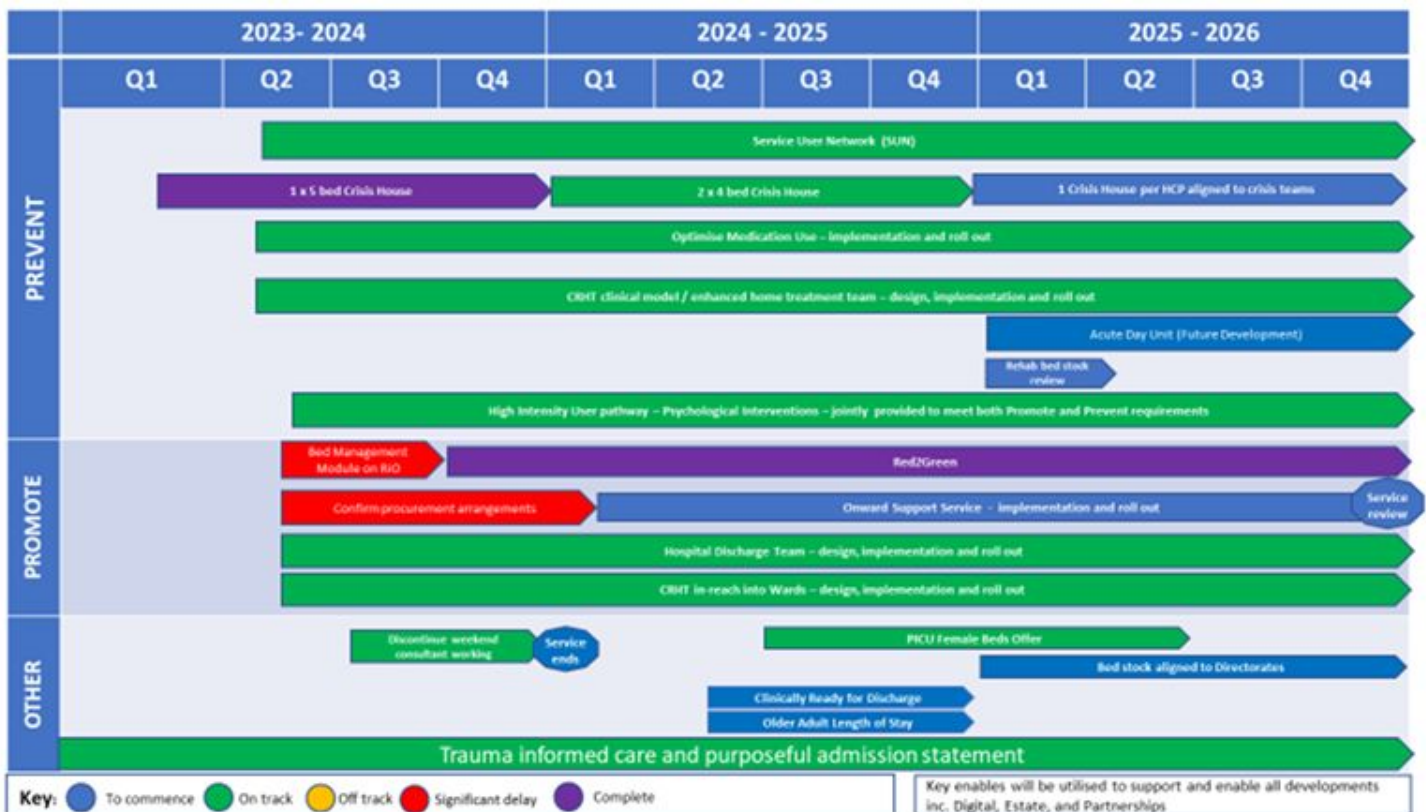 2023- 2024
2024 - 2025
2025 - 2026
Q1
Q2
Q3
Q4
Q1
Q2
Q3
Q4
Q1
Q2
Q3
Q4
PREVENT
Service User Network (SUN)
1 x 5 bed Crisis House
2 x 4 bed Crisis House
1 Crisis House per HCP aligned to crisis teams
Optimise Medication Use – implementation and roll out
CRHT clinical model / enhanced home treatment team – design, implementation and roll out
Acute Day Unit (Future Development)
Rehab bed stock
review
High Intensity User pathway – Psychological Interventions – jointly provided to meet both Promote and Prevent requirements
PROMOTE
Bed Management
Module on RiO
Red2Green
Confirm procurement arrangements
Onward Support Service - implementation and roll out
Service
review
Hospital Discharge Team – design, implementation and roll out
CRHT in-reach into Wards – design, implementation and roll out
OTHER
Discontinue weekend
consultant working
Service
ends
PICU Female Beds Offer
Bed stock aligned to Directorates
Clinically Ready for Discharge
Older Adult Length of Stay
Trauma informed care and purposeful admission statement
Key:
To commence
On track
Off track
Significant delay
Complete
Key enables will be utilised to support and enable all developments
inc. Digital, Estate, and Partnerships